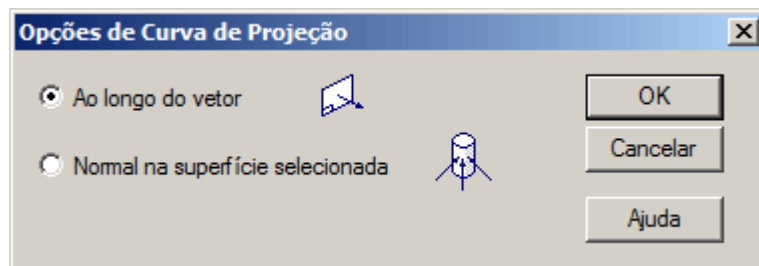 Opções de Curva de Projeção
Ao longo do vetor
OK
Normal na superfície selecionada
Cancelar
Ajuda